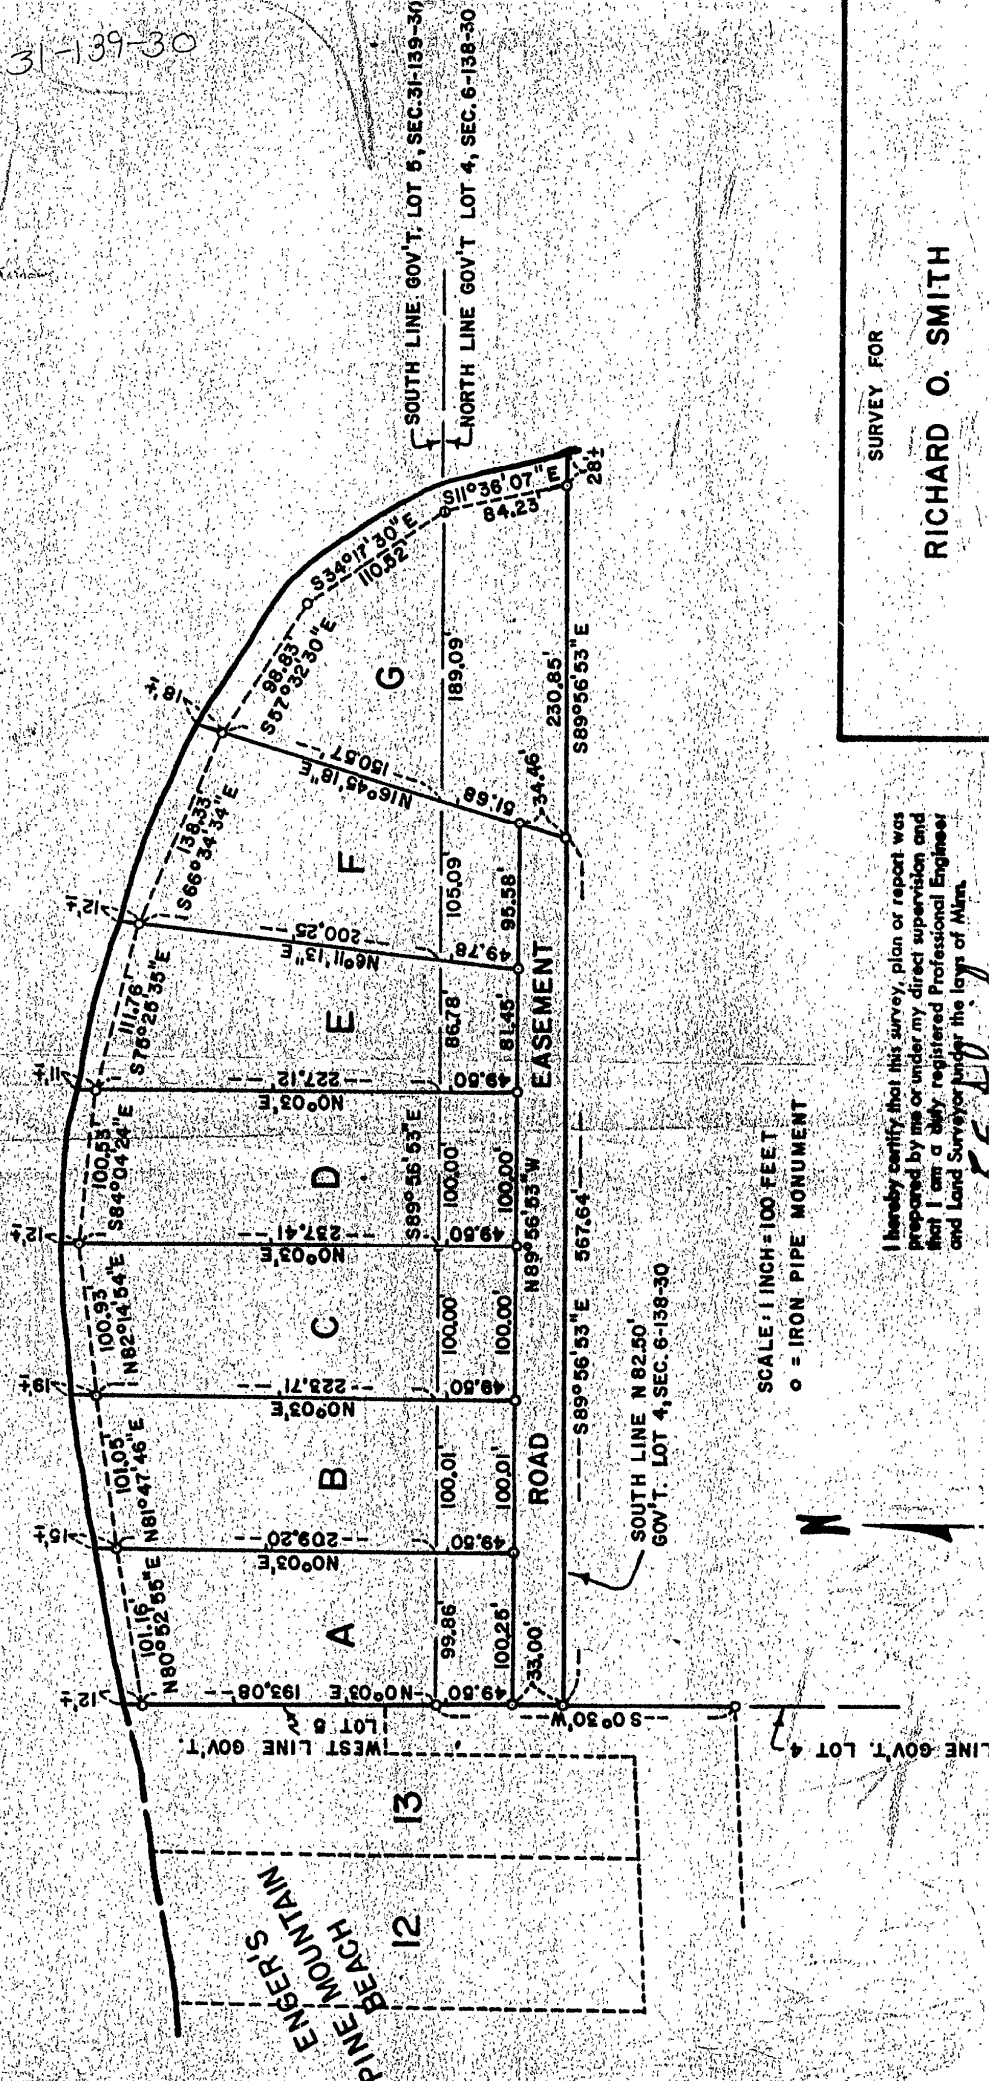 31-139-30
SOUTH LINE GOV'T. LOT 5, SEC.31-139-30
NORTH LINE GOV'T LOT 4, SEC. 6-138-30
12'±
15'±
19'±
12'±
11'±
12'±
18'±
101.16'
N80°52'55"E
101.05'
N81°47'46"E
100.93'
N82°14'54"E
100.53'
S84°04'24"E
111.76'
S75°25'35"E
138.33'
S66°34'34"E
98.83'
S57°32'30"E
S34°17'30"E
110.52'
S11°36'07"E
84.23'
28'±
A
B
C
D
E
F
G
193.08'
N0°03'E
209.20'
N0°03'E
223.71'
N0°03'E
237.41
N0°03'E
227.12'
N0°03'E
200.25
N6°11'13"E
150.57'
N16°45'18"E
S89°56'53"E
99.86'
100.01'
100.00'
100.00'
86.78'
105.09'
189.09'
49.50'
49.50'
49.50'
49.50'
49.50
49.78'
51.68'
100.25'
100.01'
100.00'
100.00'
81.45'
95.58'
34.46'
33.00'
ROAD
N89°56'53"W
EASEMENT
S89°56'53"E 567.64'
230.85'
S89°56'53"E
WEST LINE GOV'T.
LOT 5
S0°30'W
LINE GOV'T. LOT 4
SOUTH LINE N 82.50'
GOV'T. LOT 4, SEC. 6-138-30
12
13
ENGER'S
PINE MOUNTAIN
BEACH
N
SCALE: 1 INCH = 100 FEET
o = IRON PIPE MONUMENT
I hereby certify that this survey, plan or report was
prepared by me or under my direct supervision and
that I am a duly registered Professional Engineer
and Land Surveyor under the laws of Minn.
SURVEY FOR
RICHARD O. SMITH